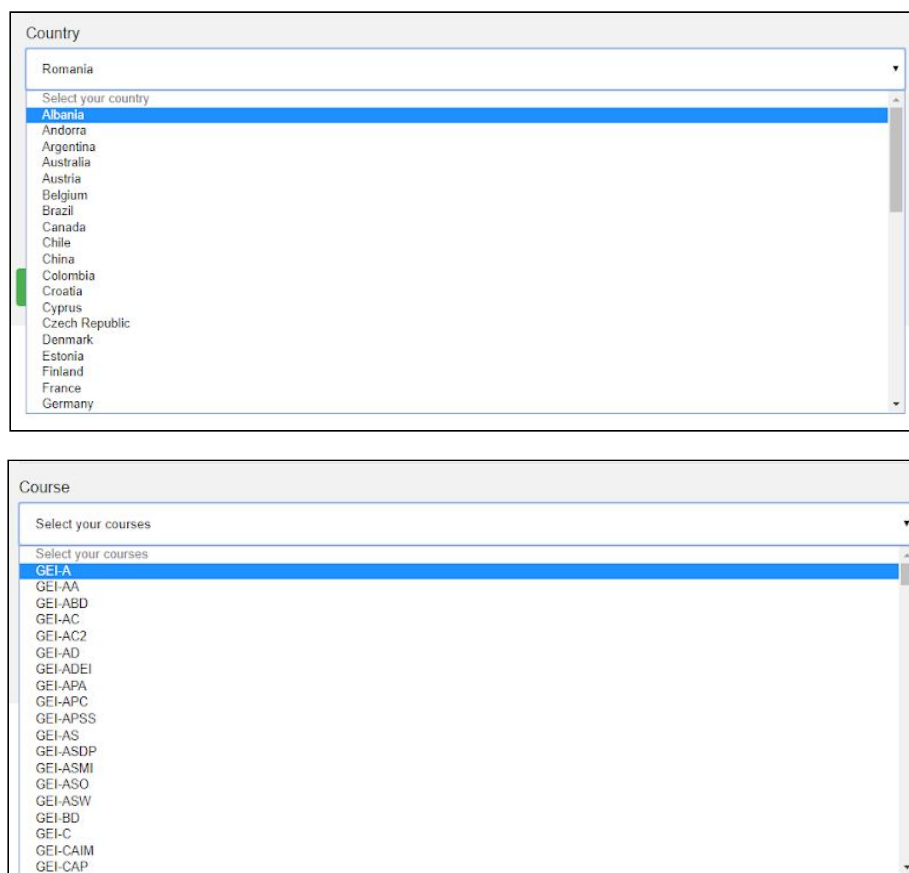 Country
Romania
Select your country
Albania
Andorra
Argentina
Australia
Austria
Belgium
Brazil
Canada
Chile
China
Colombia
Croatia
Cyprus
Czech Republic
Denmark
Estonia
Finland
France
Germany
Course
Select your courses
Select your courses
GEI-A
GEI-AA
GEI-ABD
GEI-AC
GEI-AC2
GEI-AD
GEI-ADEI
GEI-APA
GEI-APC
GEI-APSS
GEI-AS
GEI-ASDP
GEI-ASMI
GEI-ASO
GEI-ASW
GEI-BD
GEI-C
GEI-CAIM
GEI-CAP